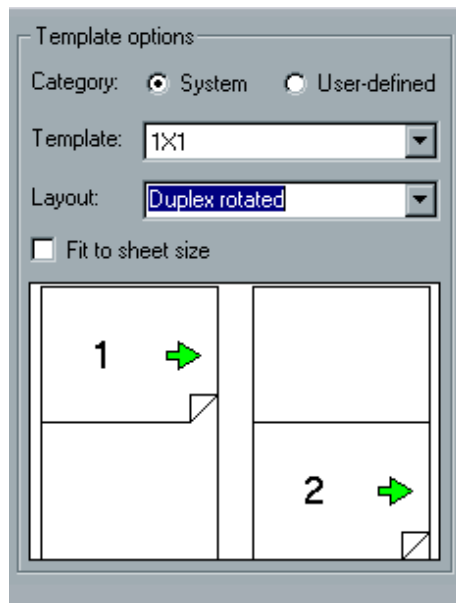 Template options
Category: System User-defined
Template: 1X1
Layout: Duplex rotated
Fit to sheet size
1
2